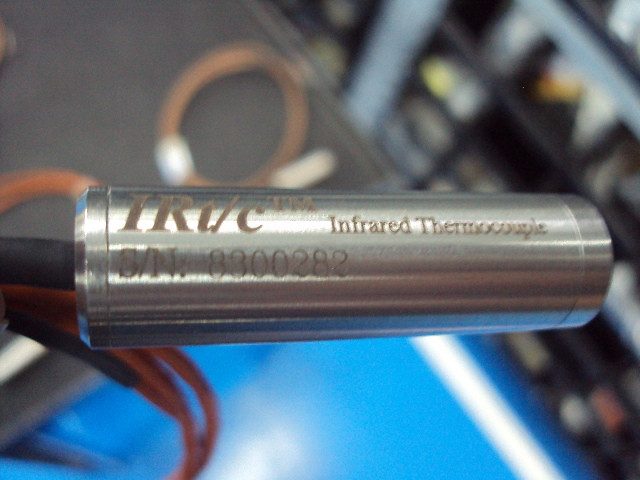 IRt/c™ Infrared Thermocouple
S/N. 8300282